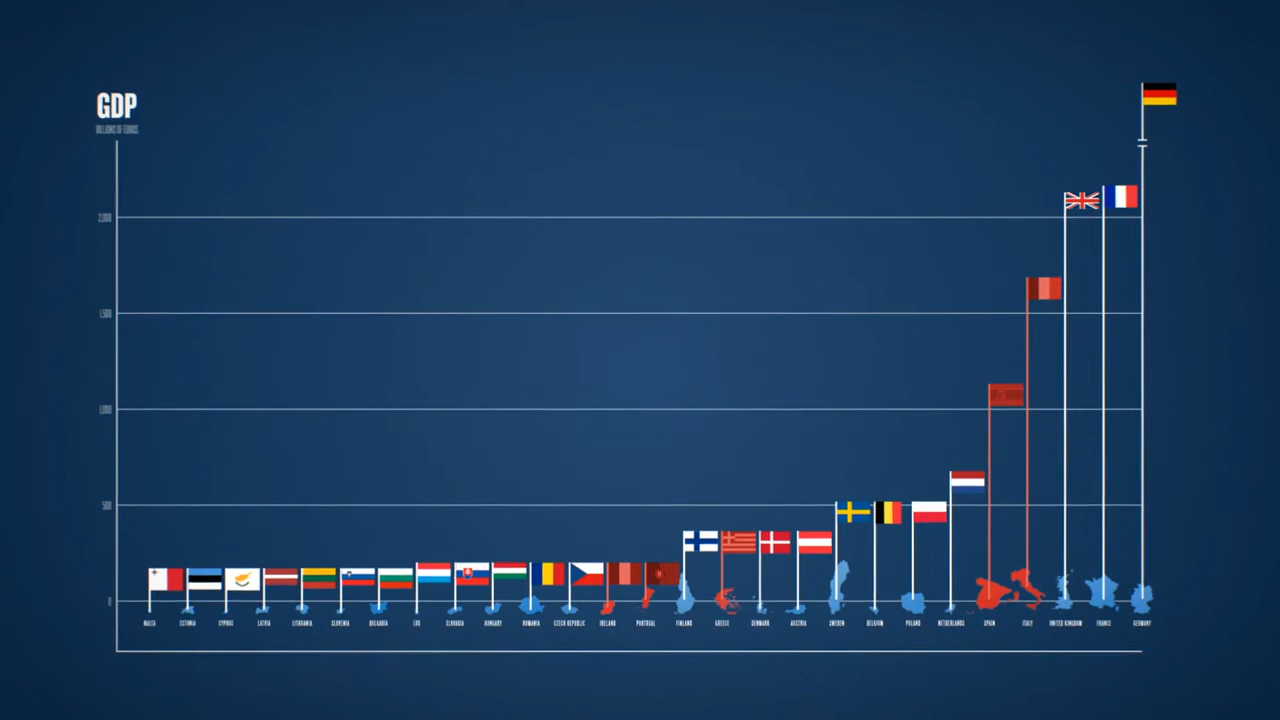 GDP
BILLIONS OF EUROS
2,000
1,500
1,000
500
0
MALTA ESTONIA CYPRUS LATVIA LITHUANIA SLOVENIA BULGARIA LUX SLOVAKIA HUNGARY ROMANIA CZECH REPUBLIC IRELAND PORTUGAL FINLAND GREECE DENMARK AUSTRIA SWEDEN BELGIUM POLAND NETHERLANDS SPAIN ITALY UNITED KINGDOM FRANCE GERMANY